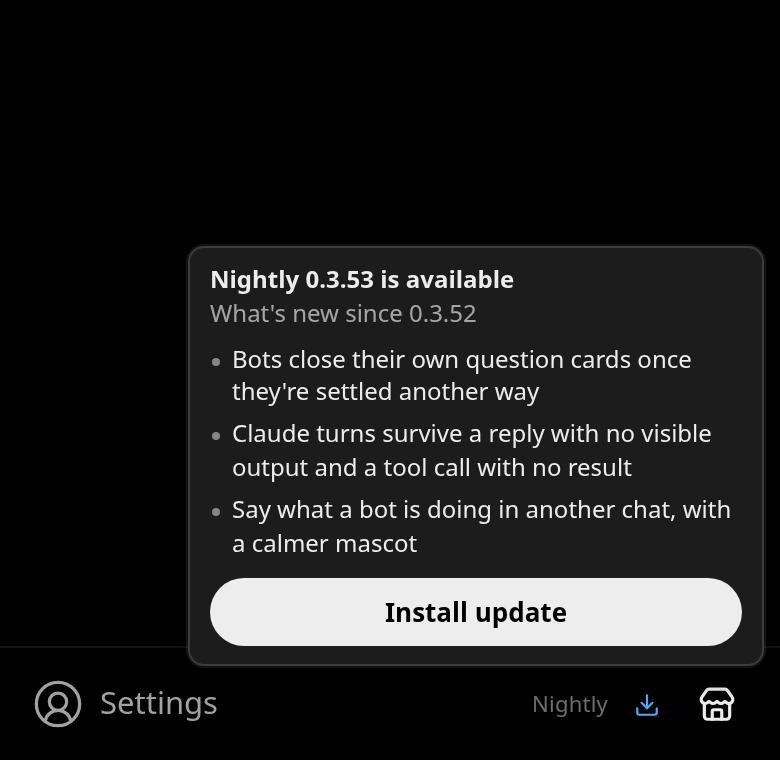 Nightly 0.3.53 is available
What's new since 0.3.52
Bots close their own question cards once
they're settled another way
Claude turns survive a reply with no visible
output and a tool call with no result
Say what a bot is doing in another chat, with
a calmer mascot
Install update
Settings
Nightly